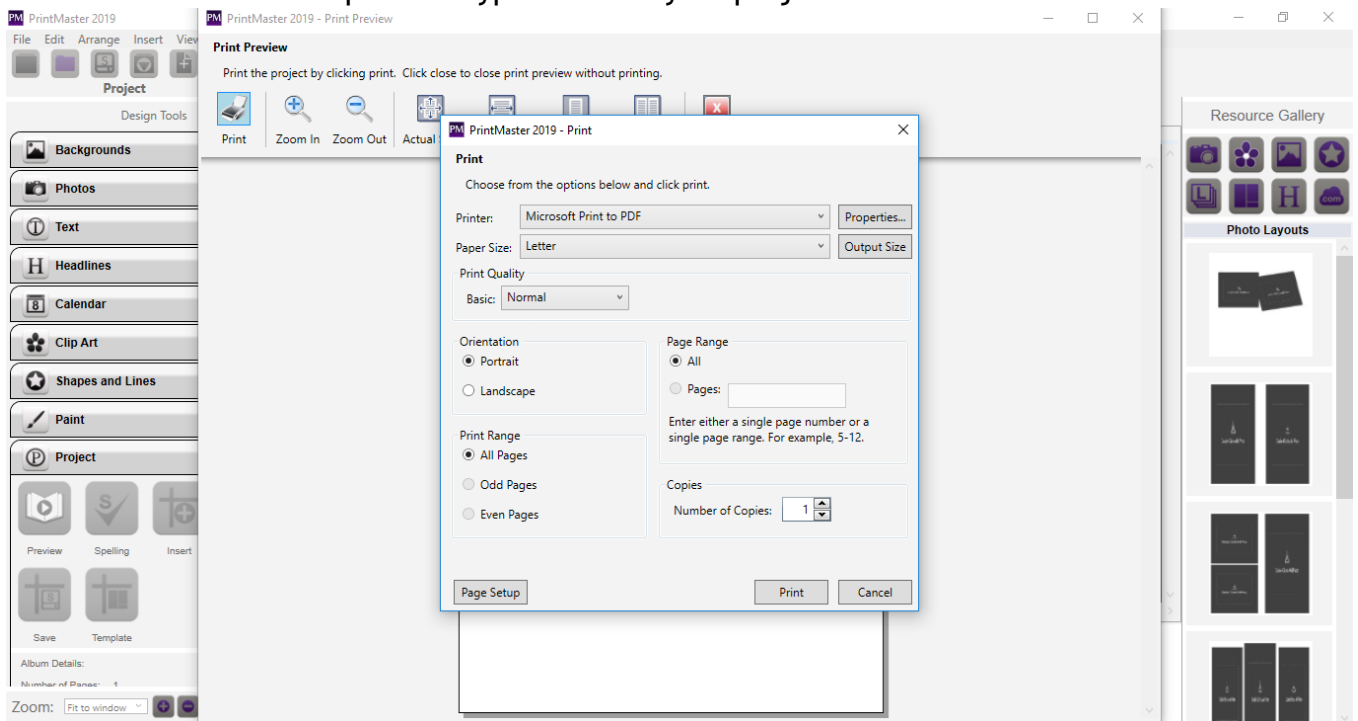 PrintMaster 2019
File Edit Arrange Insert View
Project
Design Tools
Backgrounds
Photos
Text
Headlines
Calendar
Clip Art
Shapes and Lines
Paint
Project
Preview Spelling Insert
Save Template
Album Details:
Number of Pages: 1
Zoom: Fit to window
PrintMaster 2019 - Print Preview
Print Preview
Print the project by clicking print. Click close to close print preview without printing.
Print Zoom In Zoom Out Actual
PrintMaster 2019 - Print
Print
Choose from the options below and click print.
Printer: Microsoft Print to PDF Properties...
Paper Size: Letter Output Size
Print Quality
Basic: Normal
Orientation
Portrait
Landscape
Print Range
All Pages
Odd Pages
Even Pages
Page Range
All
Pages:
Enter either a single page number or a
single page range. For example, 5-12.
Copies
Number of Copies: 1
Page Setup Print Cancel
Resource Gallery
Photo Layouts